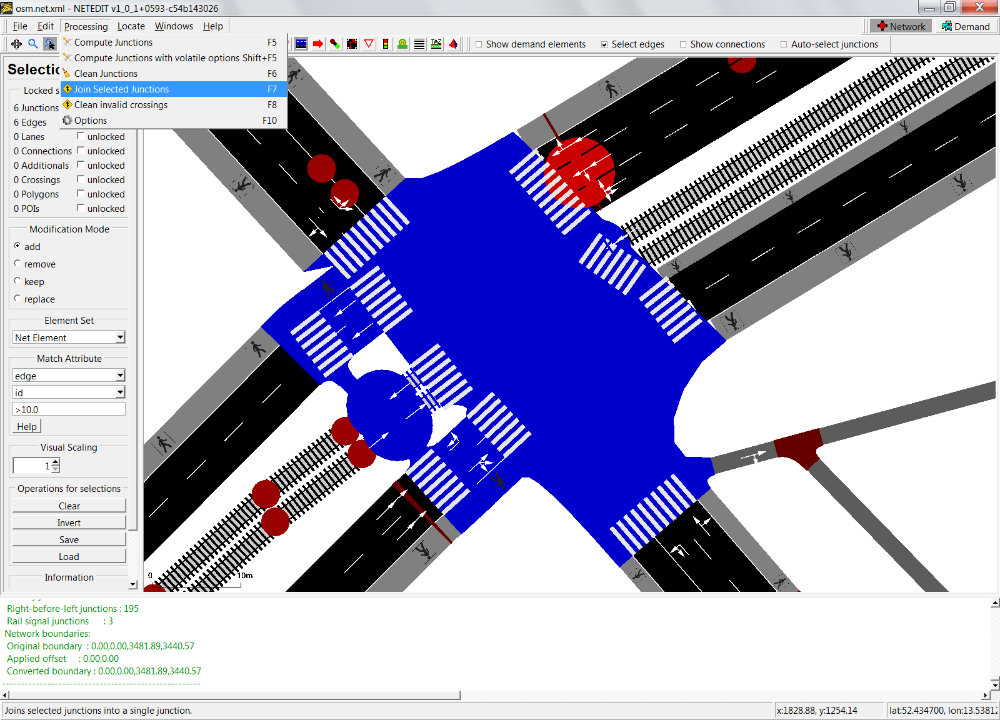 osm.net.xml - NETEDIT v1_0_1+0593-c54b143026
File Edit Processing Locate Windows Help
Network Demand
TAZ
Show demand elements Select edges Show connections Auto-select junctions
Compute Junctions F5
Compute Junctions with volatile options Shift+F5
Clean Junctions F6
Join Selected Junctions F7
Clean invalid crossings F8
Options F10
Selectio
Locked s
6 Junctions
6 Edges
0 Lanes unlocked
0 Connections unlocked
0 Additionals unlocked
0 Crossings unlocked
0 Polygons unlocked
0 POIs unlocked
Modification Mode
add
remove
keep
replace
Element Set
Net Element
Match Attribute
edge
id
>10.0
Help
Visual Scaling
1
Operations for selections
Clear
Invert
Save
Load
Information
0 10m
Right-before-left junctions : 195
Rail signal junctions : 3
Network boundaries:
Original boundary : 0.00,0.00,3481.89,3440.57
Applied offset : 0.00,0.00
Converted boundary : 0.00,0.00,3481.89,3440.57
-----------------------------------------------------
Joins selected junctions into a single junction.
x:1828.88, y:1254.14
lat:52.434700, lon:13.53812